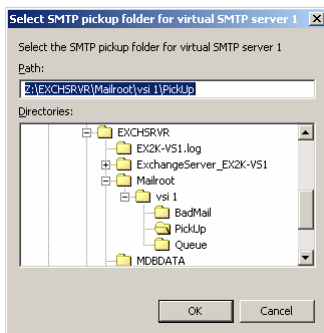 Select SMTP pickup folder for virtual SMTP server 1
Select the SMTP pickup folder for virtual SMTP server 1
Path:
Z:\EXCHSRVR\Mailroot\vsi 1\PickUp
Directories:
EXCHSRVR
EX2K-VS1.log
ExchangeServer_EX2K-VS1
Mailroot
vsi 1
BadMail
PickUp
Queue
MDBDATA
OK
Cancel